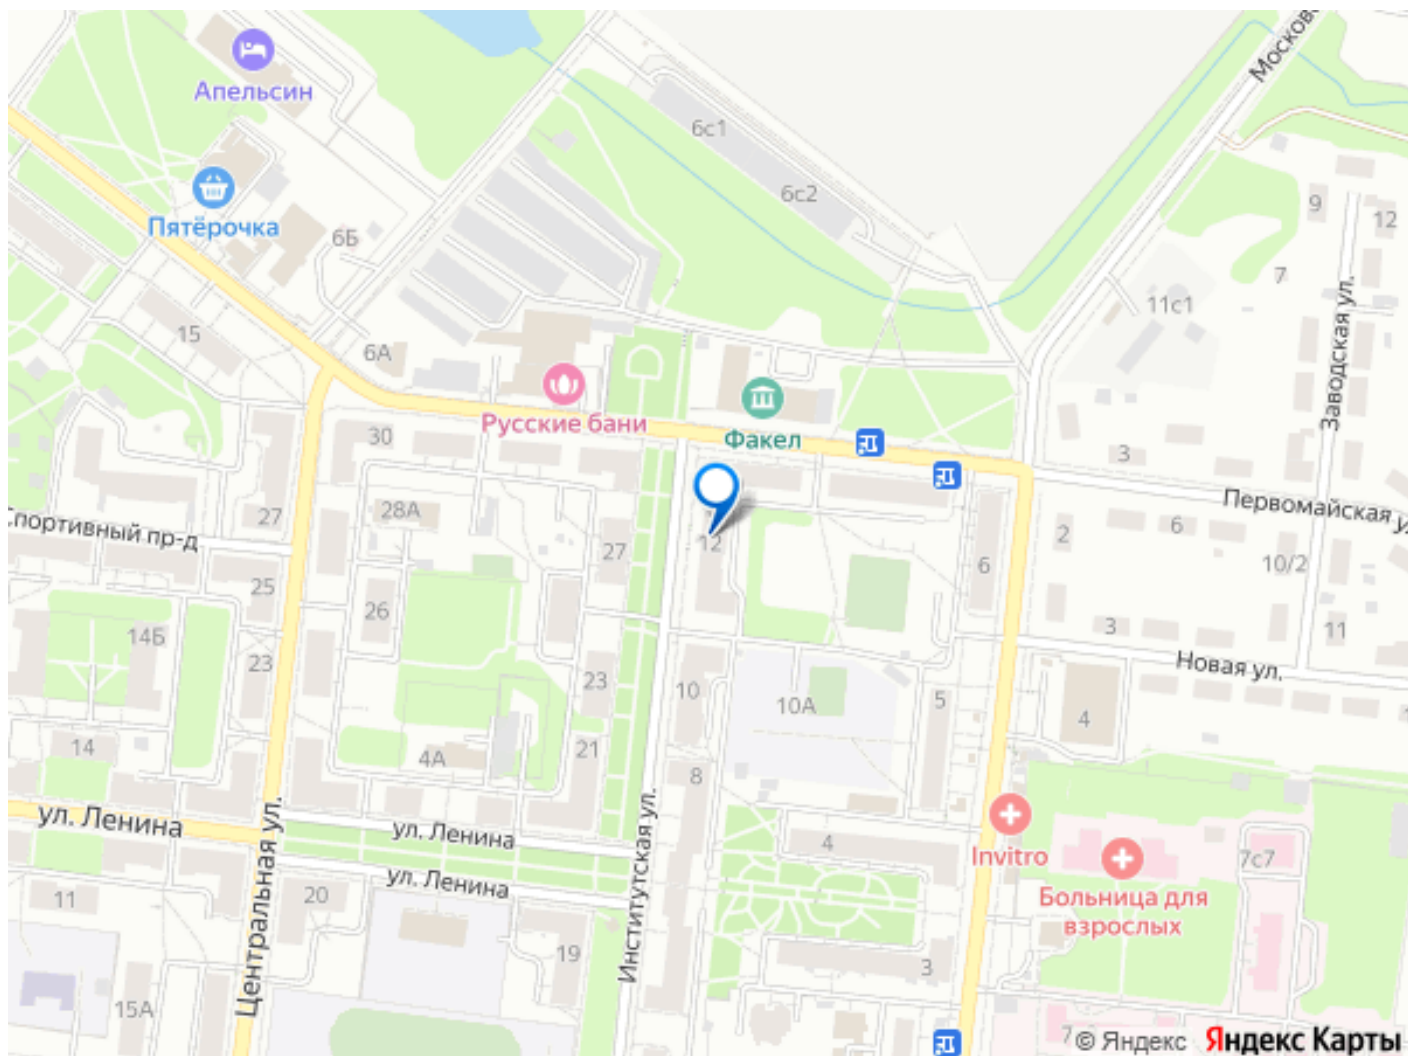 Московс
Апельсин
6с1
6с2
9
12
Пятёрочка
6Б
7
11с1
Заводская ул.
15
6А
Русские бани
Факел
30
3
Первомайская у
28А
27
Спортивный пр-д
12
27
2
6
10/2
6
25
26
14Б
3
11
23
23
10
Новая ул.
10А
5
4
14
4А
21
8
ул. Ленина
ул. Ленина
4
Invitro
7с7
Центральная ул.
Институтская ул.
ул. Ленина
Больница для
взрослых
11
20
19
3
15А
7
© Яндекс
Яндекс Карты